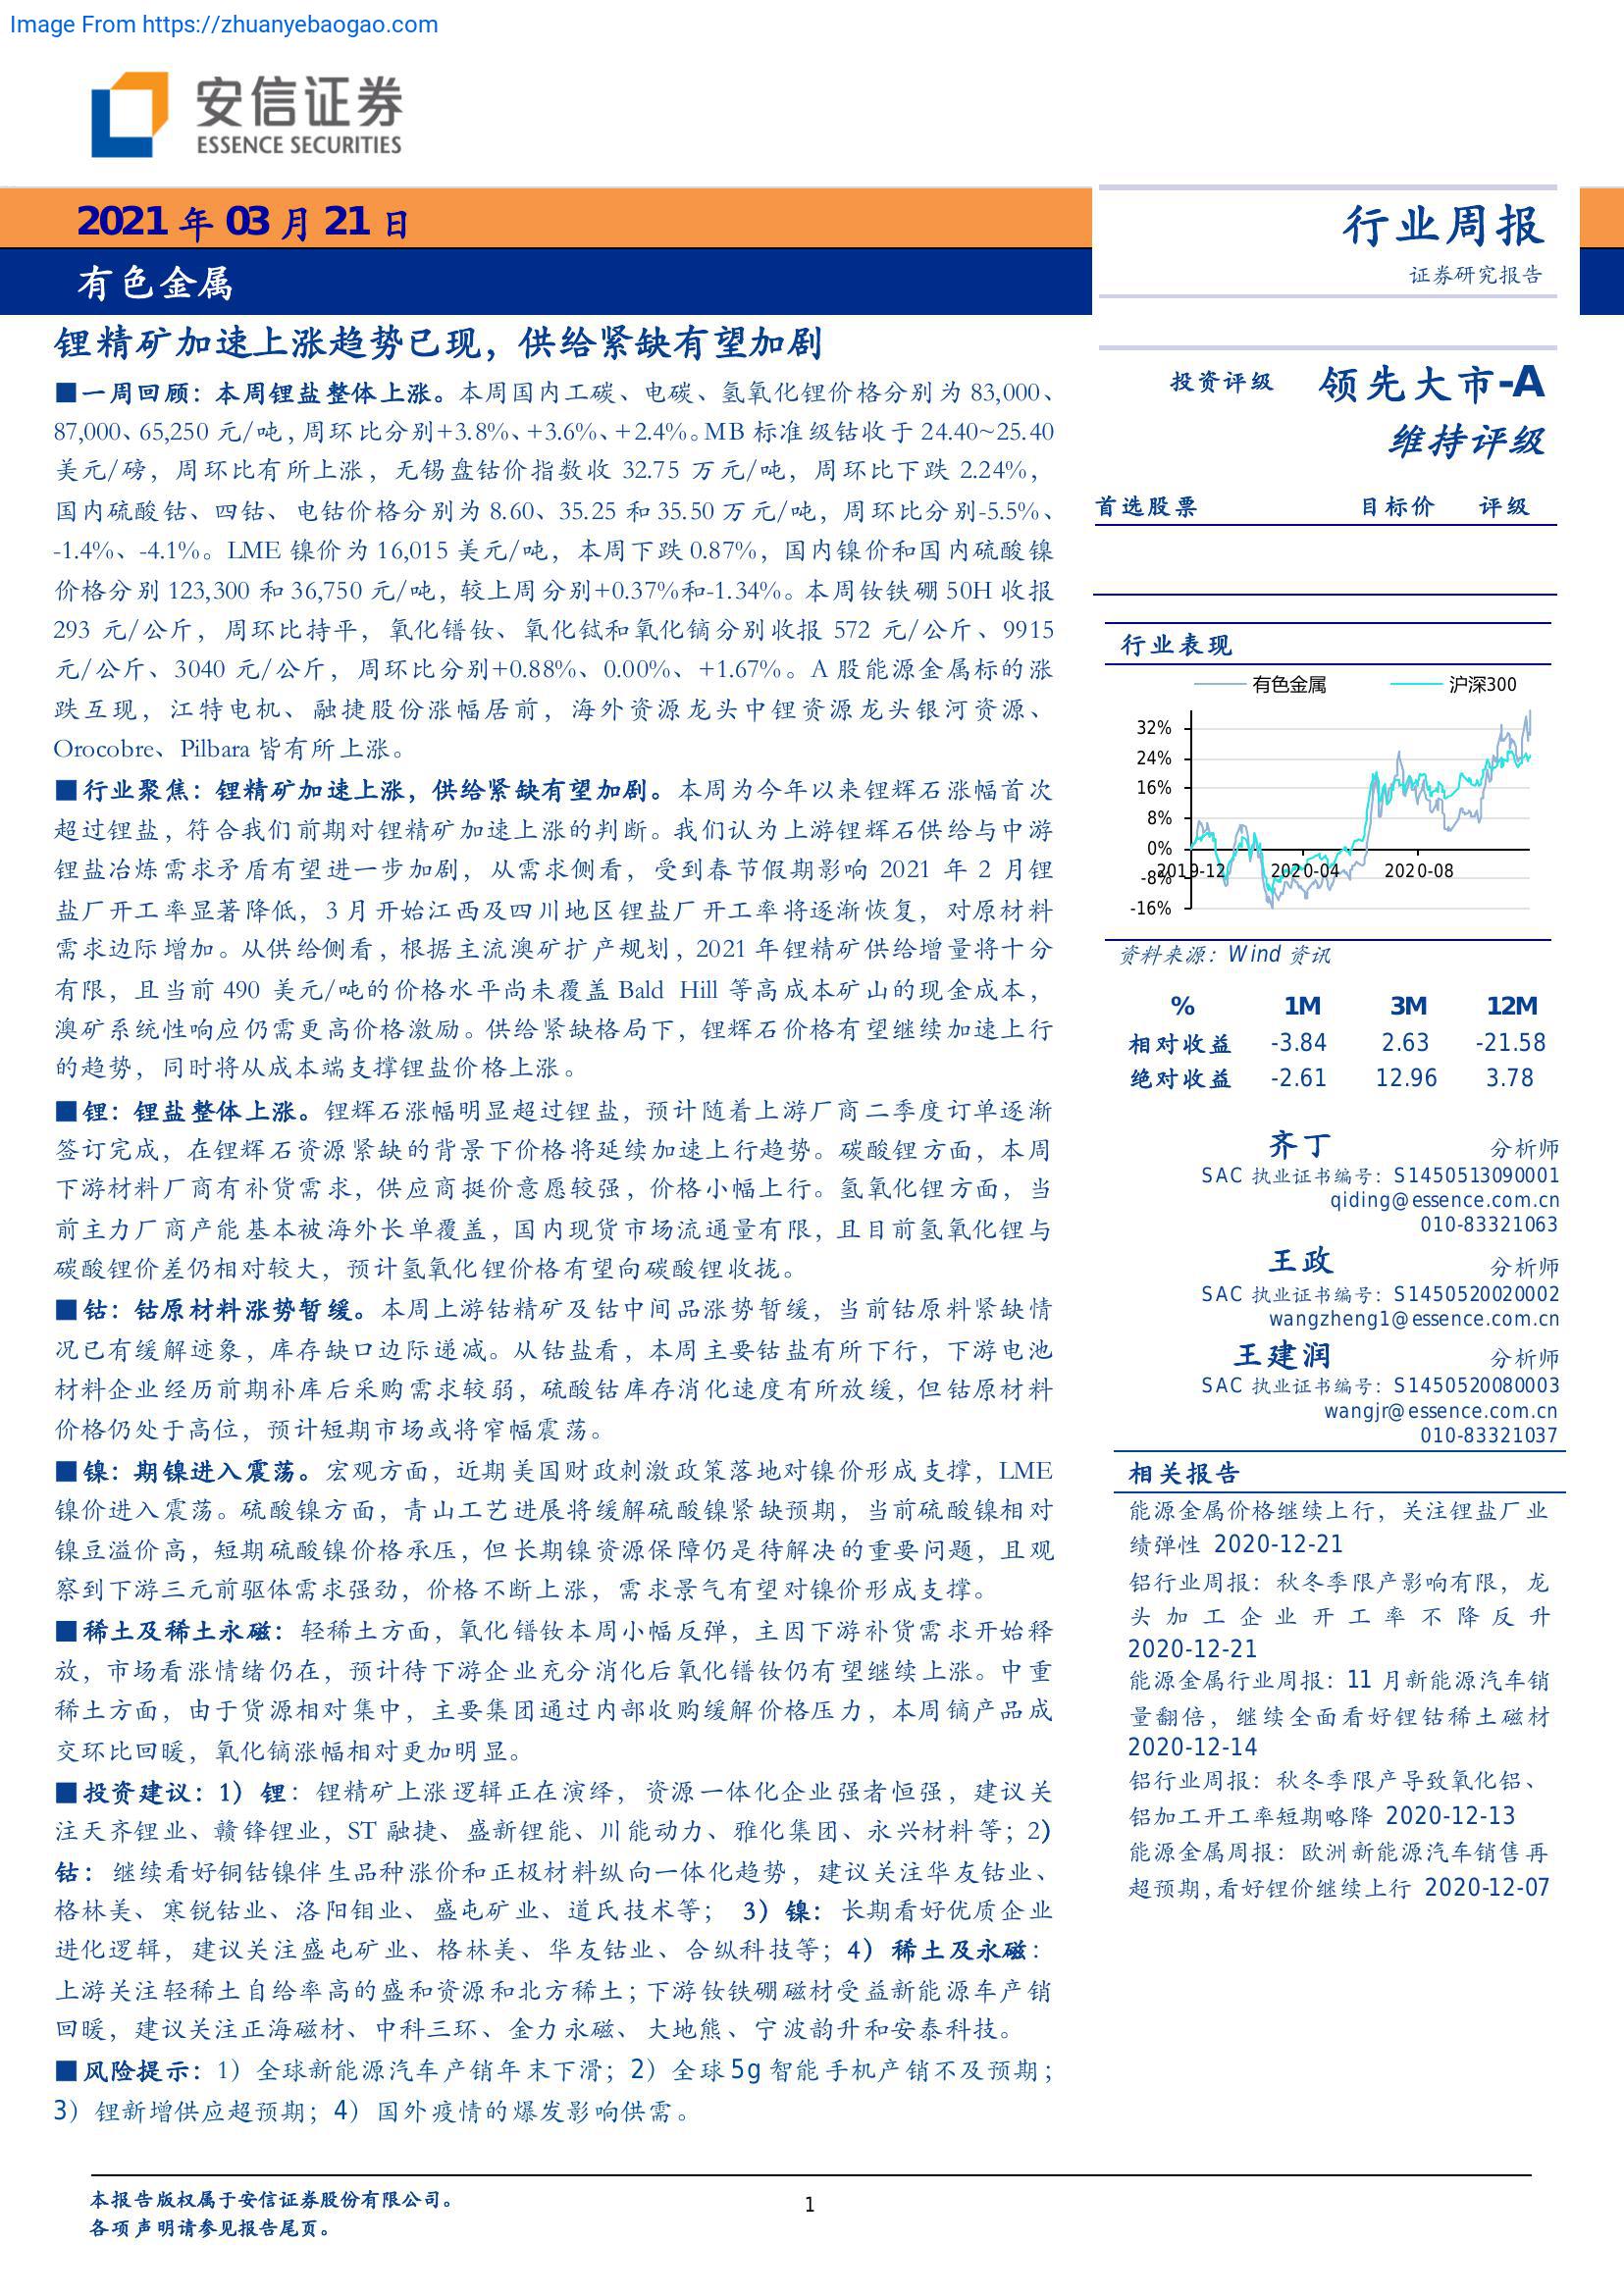 Image From https://zhuanyebaogao.com
安信证券
ESSENCE SECURITIES
2021 年 03 月 21 日
有色金属
锂精矿加速上涨趋势已现，供给紧缺有望加剧
■一周回顾：本周锂盐整体上涨。本周国内工碳、电碳、氢氧化锂价格分别为 83,000、
87,000、65,250 元/吨，周环比分别+3.8%、+3.6%、+2.4%。MB 标准级钴收于 24.40~25.40
美元/磅，周环比有所上涨，无锡盘钴价指数收 32.75 万元/吨，周环比下跌 2.24%，
国内硫酸钴、四钴、电钴价格分别为 8.60、35.25 和 35.50 万元/吨，周环比分别-5.5%、
-1.4%、-4.1%。LME 镍价为 16,015 美元/吨，本周下跌 0.87%，国内镍价和国内硫酸镍
价格分别 123,300 和 36,750 元/吨，较上周分别+0.37%和-1.34%。本周钕铁硼 50H 收报
293 元/公斤，周环比持平，氧化镨钕、氧化铽和氧化镝分别收报 572 元/公斤、9915
元/公斤、3040 元/公斤，周环比分别+0.88%、0.00%、+1.67%。A 股能源金属标的涨
跌互现，江特电机、融捷股份涨幅居前，海外资源龙头中锂资源龙头银河资源、
Orocobre、Pilbara 皆有所上涨。
■行业聚焦：锂精矿加速上涨，供给紧缺有望加剧。本周为今年以来锂辉石涨幅首次
超过锂盐，符合我们前期对锂精矿加速上涨的判断。我们认为上游锂辉石供给与中游
锂盐冶炼需求矛盾有望进一步加剧，从需求侧看，受到春节假期影响 2021 年 2 月锂
盐厂开工率显著降低，3 月开始江西及四川地区锂盐厂开工率将逐渐恢复，对原材料
需求边际增加。从供给侧看，根据主流澳矿扩产规划，2021 年锂精矿供给增量将十分
有限，且当前 490 美元/吨的价格水平尚未覆盖 Bald Hill 等高成本矿山的现金成本，
澳矿系统性响应仍需更高价格激励。供给紧缺格局下，锂辉石价格有望继续加速上行
的趋势，同时将从成本端支撑锂盐价格上涨。
■锂：锂盐整体上涨。锂辉石涨幅明显超过锂盐，预计随着上游厂商二季度订单逐渐
签订完成，在锂辉石资源紧缺的背景下价格将延续加速上行趋势。碳酸锂方面，本周
下游材料厂商有补货需求，供应商挺价意愿较强，价格小幅上行。氢氧化锂方面，当
前主力厂商产能基本被海外长单覆盖，国内现货市场流通量有限，且目前氢氧化锂与
碳酸锂价差仍相对较大，预计氢氧化锂价格有望向碳酸锂收拢。
■钴：钴原材料涨势暂缓。本周上游钴精矿及钴中间品涨势暂缓，当前钴原料紧缺情
况已有缓解迹象，库存缺口边际递减。从钴盐看，本周主要钴盐有所下行，下游电池
材料企业经历前期补库后采购需求较弱，硫酸钴库存消化速度有所放缓，但钴原材料
价格仍处于高位，预计短期市场或将窄幅震荡。
■镍：期镍进入震荡。宏观方面，近期美国财政刺激政策落地对镍价形成支撑，LME
镍价进入震荡。硫酸镍方面，青山工艺进展将缓解硫酸镍紧缺预期，当前硫酸镍相对
镍豆溢价高，短期硫酸镍价格承压，但长期镍资源保障仍是待解决的重要问题，且观
察到下游三元前驱体需求强劲，价格不断上涨，需求景气有望对镍价形成支撑。
■稀土及稀土永磁：轻稀土方面，氧化镨钕本周小幅反弹，主因下游补货需求开始释
放，市场看涨情绪仍在，预计待下游企业充分消化后氧化镨钕仍有望继续上涨。中重
稀土方面，由于货源相对集中，主要集团通过内部收购缓解价格压力，本周镝产品成
交环比回暖，氧化镝涨幅相对更加明显。
■投资建议：1）锂：锂精矿上涨逻辑正在演绎，资源一体化企业强者恒强，建议关
注天齐锂业、赣锋锂业，ST 融捷、盛新锂能、川能动力、雅化集团、永兴材料等；2）
钴：继续看好铜钴镍伴生品种涨价和正极材料纵向一体化趋势，建议关注华友钴业、
格林美、寒锐钴业、洛阳钼业、盛屯矿业、道氏技术等； 3）镍：长期看好优质企业
进化逻辑，建议关注盛屯矿业、格林美、华友钴业、合纵科技等；4）稀土及永磁：
上游关注轻稀土自给率高的盛和资源和北方稀土；下游钕铁硼磁材受益新能源车产销
回暖，建议关注正海磁材、中科三环、金力永磁、大地熊、宁波韵升和安泰科技。
■风险提示：1）全球新能源汽车产销年末下滑；2）全球 5g 智能手机产销不及预期；
3）锂新增供应超预期；4）国外疫情的爆发影响供需。
行业周报
证券研究报告
投资评级 领先大市-A
维持评级
首选股票 目标价 评级
行业表现
有色金属 沪深300
32%
24%
16%
8%
0%
-8%
-16%
2019-12 2020-04 2020-08
资料来源：Wind 资讯
% 1M 3M 12M
相对收益 -3.84 2.63 -21.58
绝对收益 -2.61 12.96 3.78
齐丁 分析师
SAC 执业证书编号：S1450513090001
qiding@essence.com.cn
010-83321063
王政 分析师
SAC 执业证书编号：S1450520020002
wangzheng1@essence.com.cn
王建润 分析师
SAC 执业证书编号：S1450520080003
wangjr@essence.com.cn
010-83321037
相关报告
能源金属价格继续上行，关注锂盐厂业
绩弹性 2020-12-21
铝行业周报：秋冬季限产影响有限，龙
头加工企业开工率不降反升
2020-12-21
能源金属行业周报：11 月新能源汽车销
量翻倍，继续全面看好锂钴稀土磁材
2020-12-14
铝行业周报：秋冬季限产导致氧化铝、
铝加工开工率短期略降 2020-12-13
能源金属周报：欧洲新能源汽车销售再
超预期，看好锂价继续上行 2020-12-07
本报告版权属于安信证券股份有限公司。
各项声明请参见报告尾页。
1